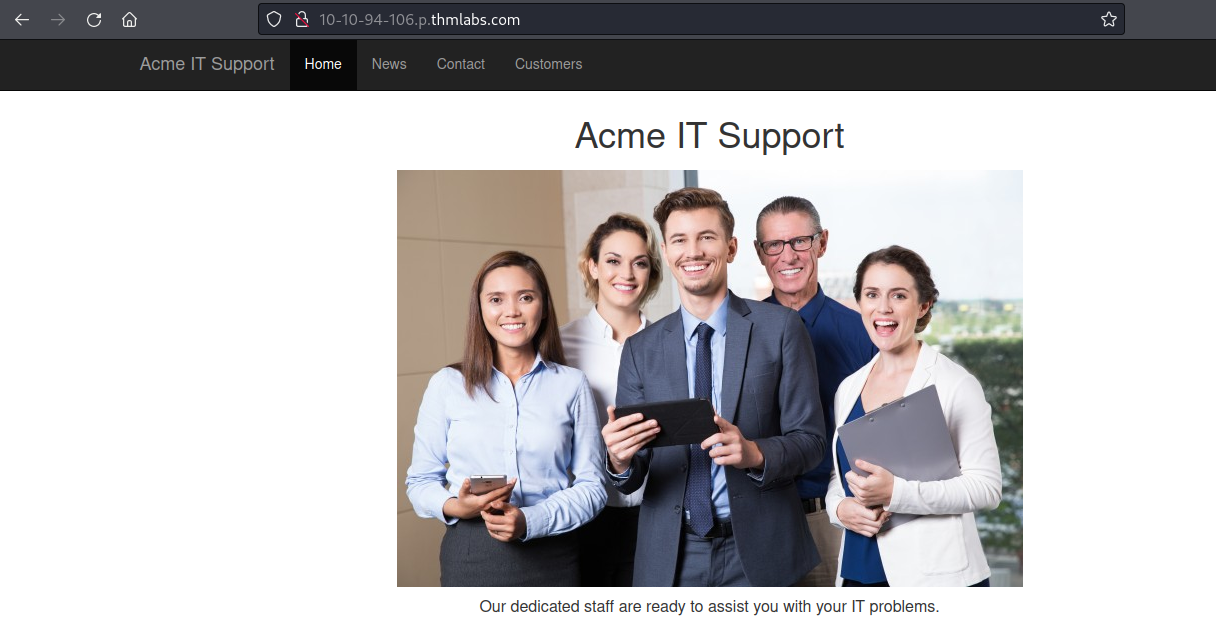 10-10-94-106.p.thmlabs.com
Acme IT Support Home News Contact Customers
Acme IT Support
Our dedicated staff are ready to assist you with your IT problems.